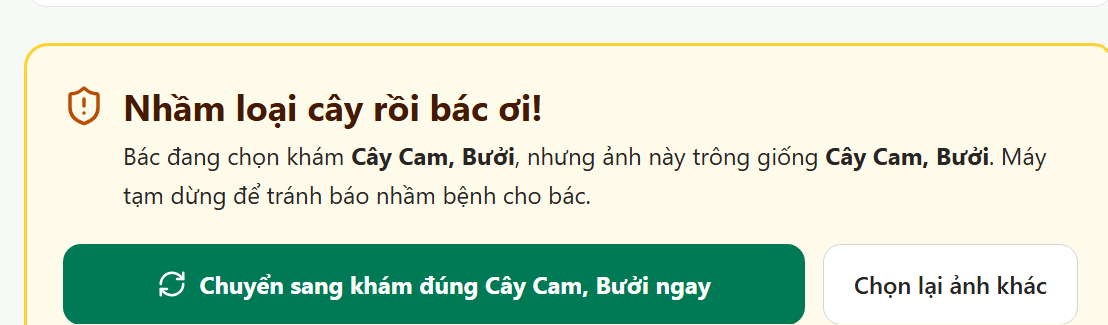 Nhầm loại cây rồi bác ơi!
Bác đang chọn khám Cây Cam, Bưởi, nhưng ảnh này trông giống Cây Cam, Bưởi. Máy
tạm dừng để tránh báo nhầm bệnh cho bác.
Chuyển sang khám đúng Cây Cam, Bưởi ngay
Chọn lại ảnh khác